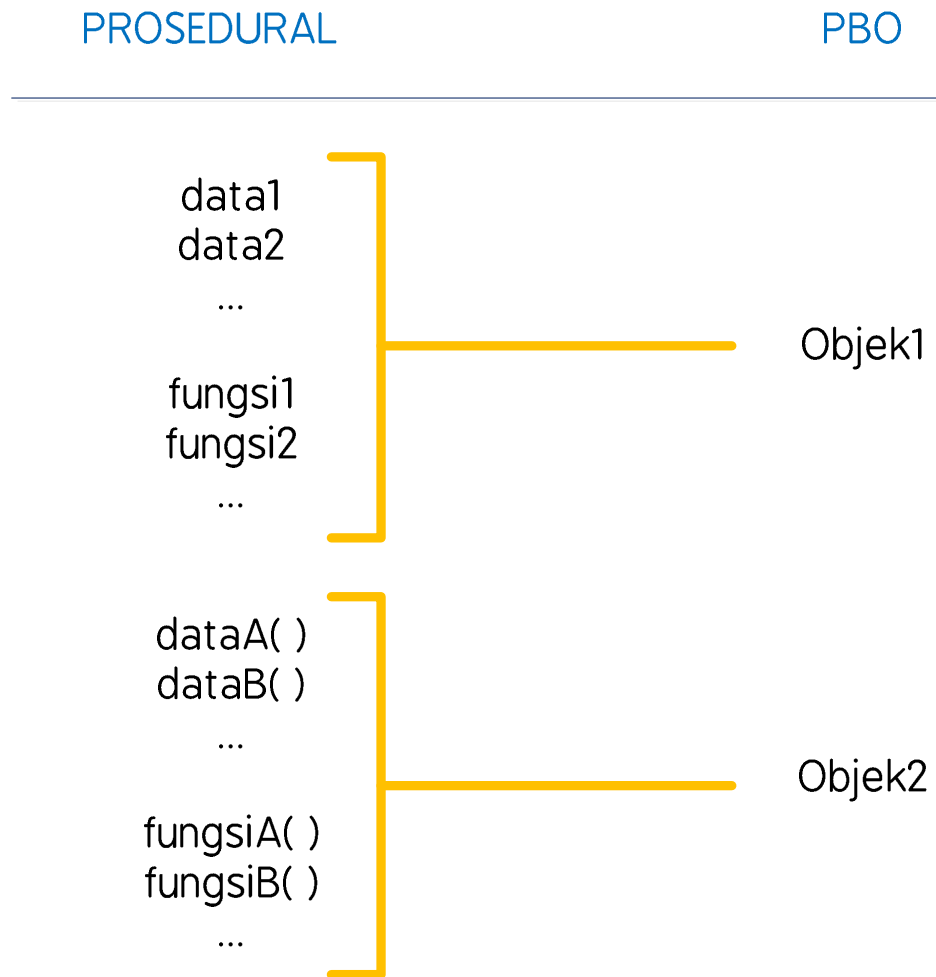 PROSEDURAL PBO
data1
data2
...
Objek1
fungsi1
fungsi2
...
dataA( )
dataB( )
...
Objek2
fungsiA( )
fungsiB( )
...